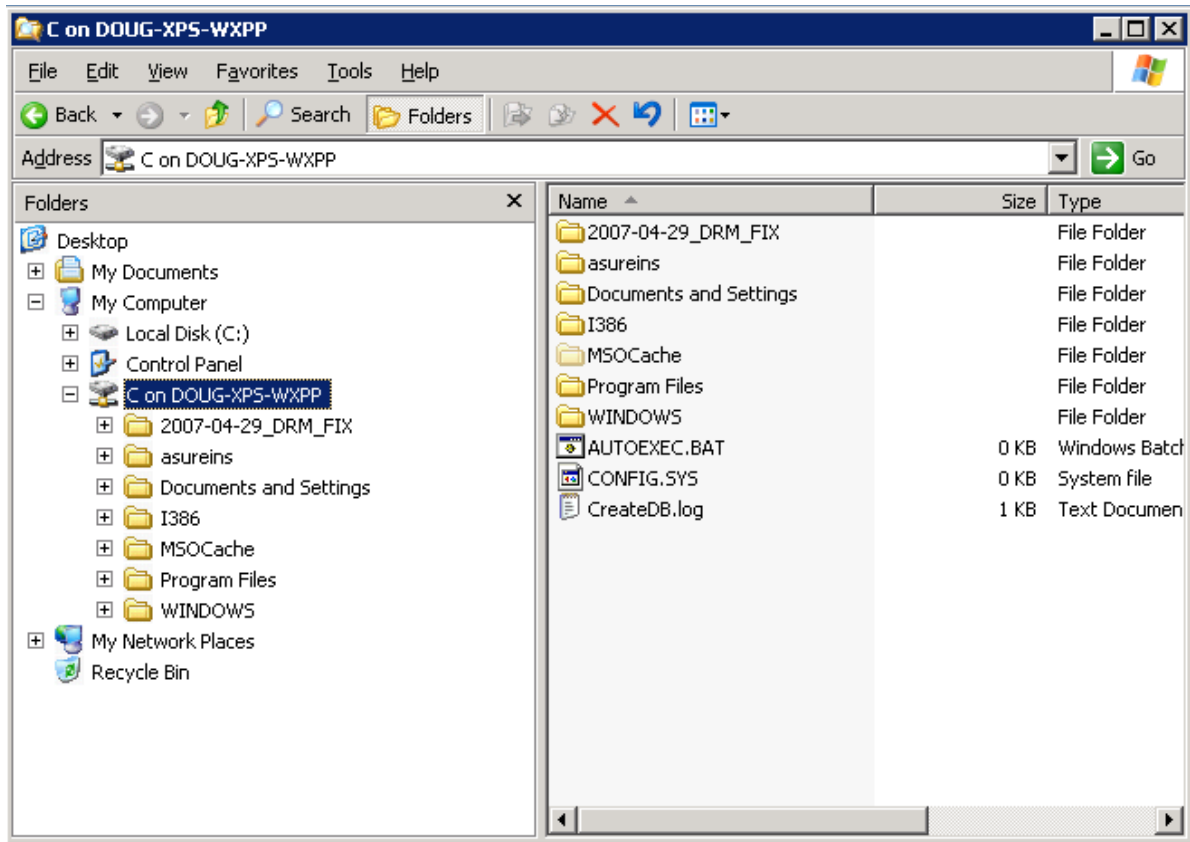 C on DOUG-XPS-WXPP
File Edit View Favorites Tools Help
Back Search Folders
Address C on DOUG-XPS-WXPP Go
Folders
Desktop
My Documents
My Computer
Local Disk (C:)
Control Panel
C on DOUG-XPS-WXPP
2007-04-29_DRM_FIX
asureins
Documents and Settings
I386
MSOCache
Program Files
WINDOWS
My Network Places
Recycle Bin
Name Size Type
2007-04-29_DRM_FIX File Folder
asureins File Folder
Documents and Settings File Folder
I386 File Folder
MSOCache File Folder
Program Files File Folder
WINDOWS File Folder
AUTOEXEC.BAT 0 KB Windows Batch
CONFIG.SYS 0 KB System file
CreateDB.log 1 KB Text Documen